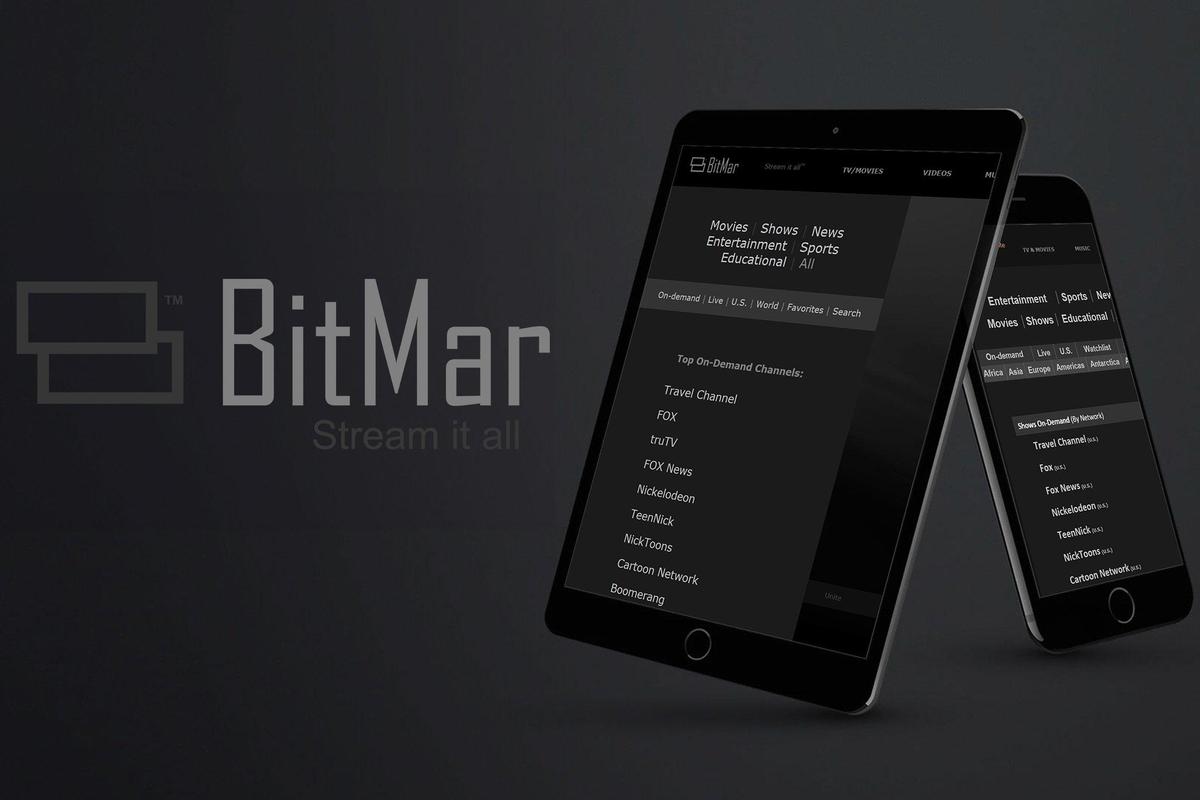 TM
BitMar
Stream it all
BitMar
Stream it all™
TV/MOVIES
VIDEOS
Movies | Shows | News
Entertainment | Sports
Educational | All
On-demand | Live | U.S. | World | Favorites | Search
Top On-Demand Channels:
Travel Channel
FOX
truTV
FOX News
Nickelodeon
TeenNick
NickToons
Cartoon Network
Boomerang
Unite
TV & MOVIES
MUSIC
Entertainment | Sports
Movies | Shows | Educational
On-demand | Live | U.S. | Watchlist
Africa | Asia | Europe | Americas | Antarctica
Shows On-Demand (By Network)
Travel Channel (U.S.)
Fox (U.S.)
Fox News (U.S.)
Nickelodeon (U.S.)
TeenNick (U.S.)
NickToons (U.S.)
Cartoon Network (U.S.)